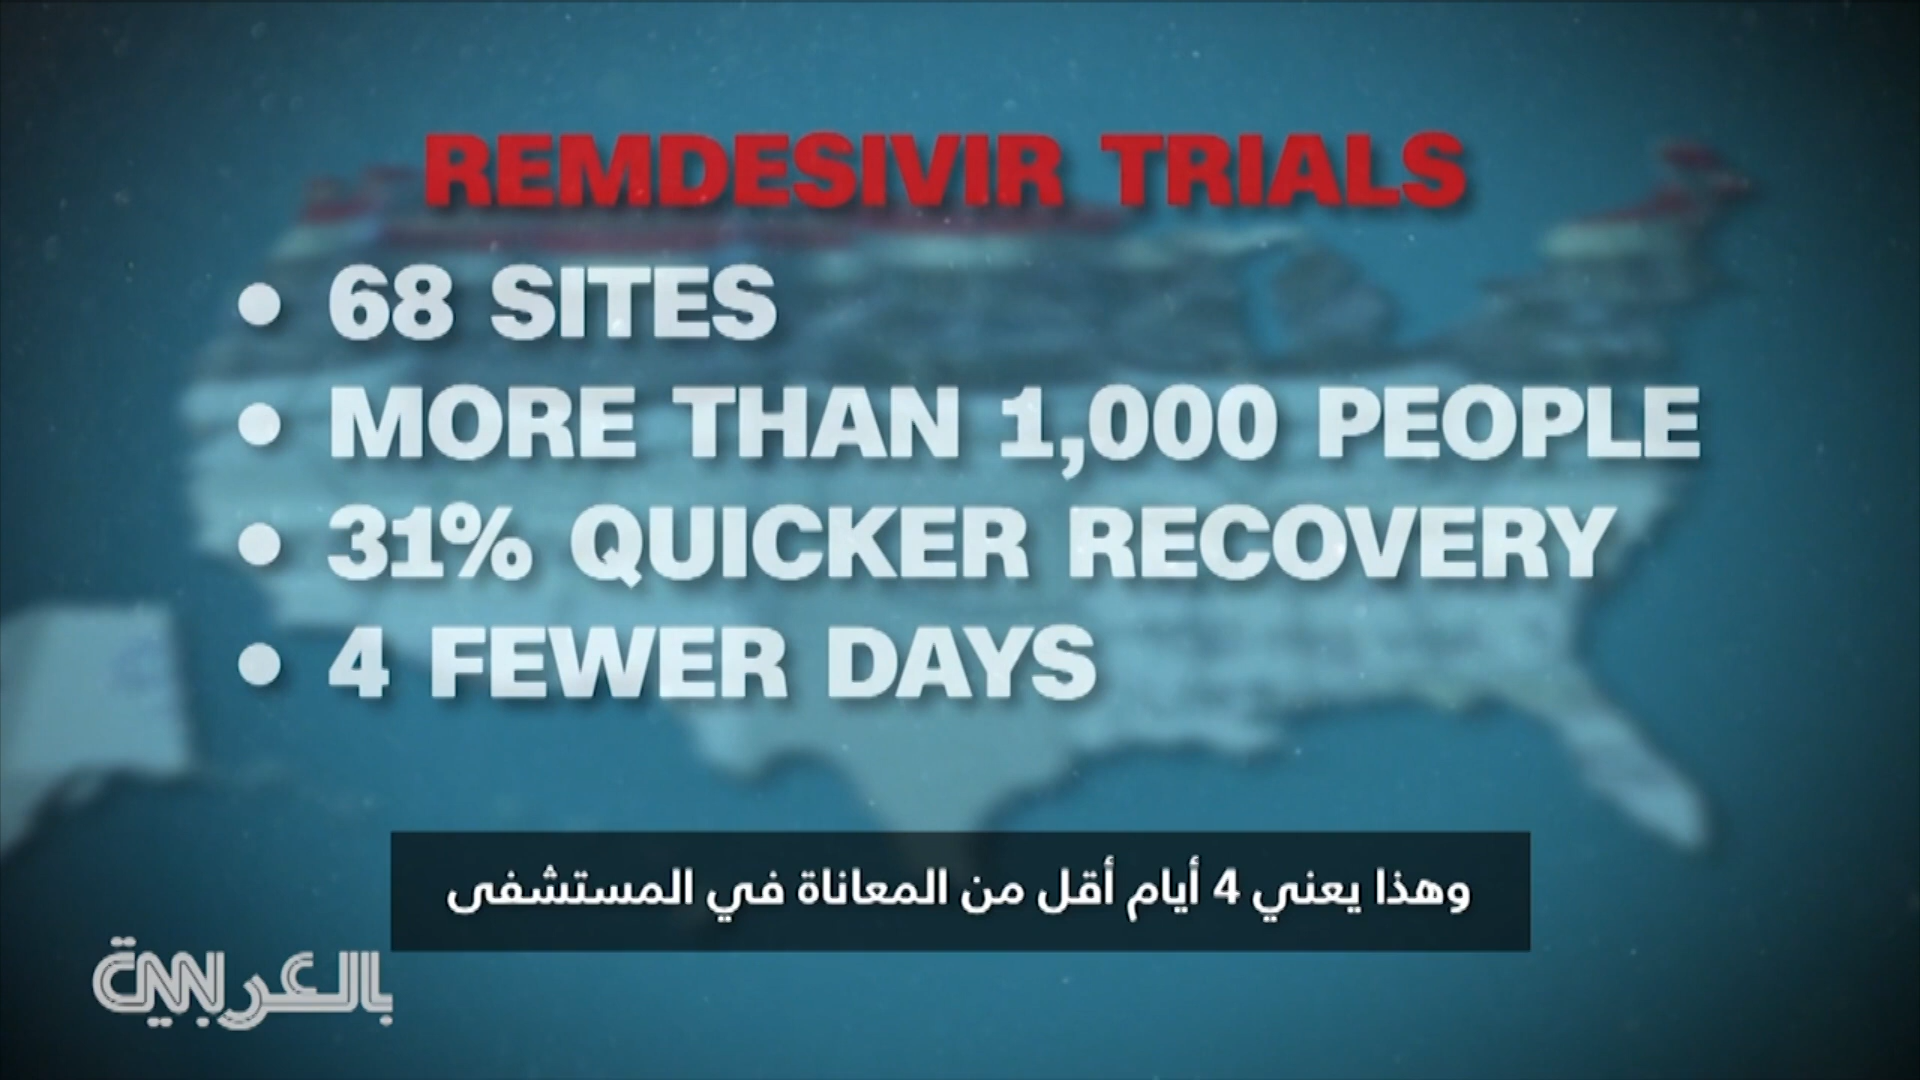 REMDESIVIR TRIALS
• 68 SITES
• MORE THAN 1,000 PEOPLE
• 31% QUICKER RECOVERY
• 4 FEWER DAYS
وهذا يعني 4 أيام أقل من المعاناة في المستشفى
CNN بالعربية